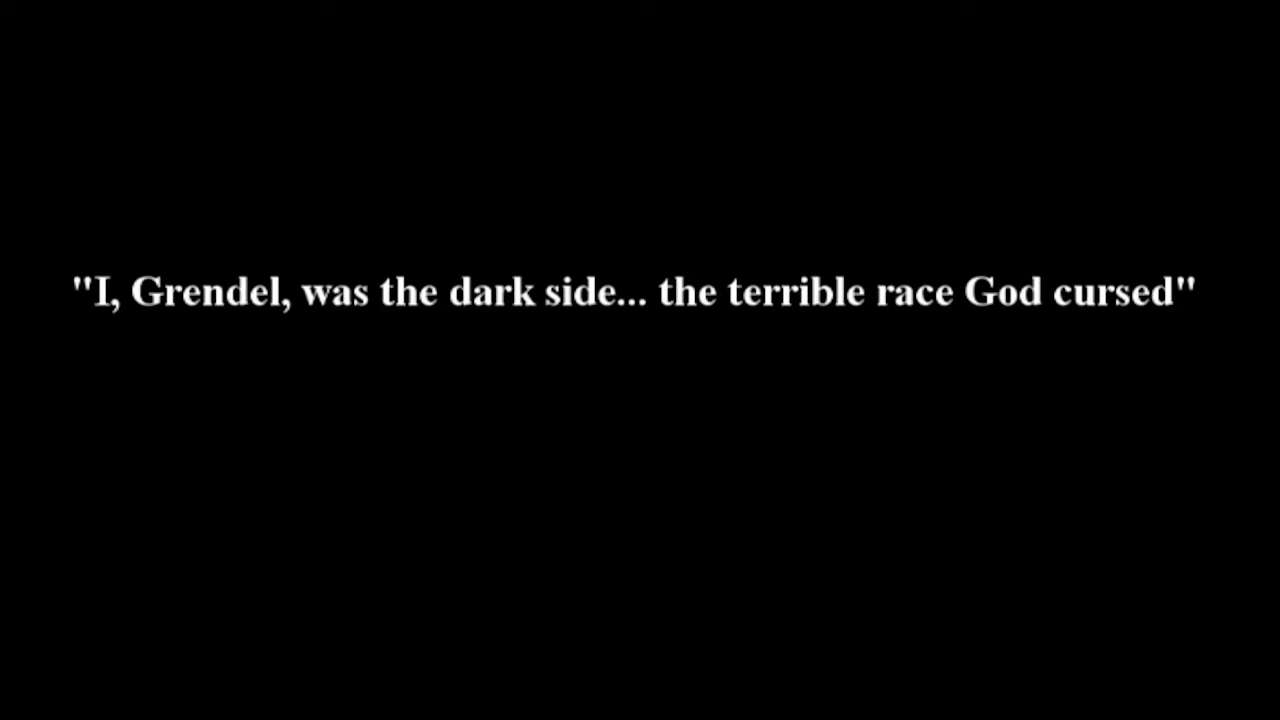 "I, Grendel, was the dark side... the terrible race God cursed"